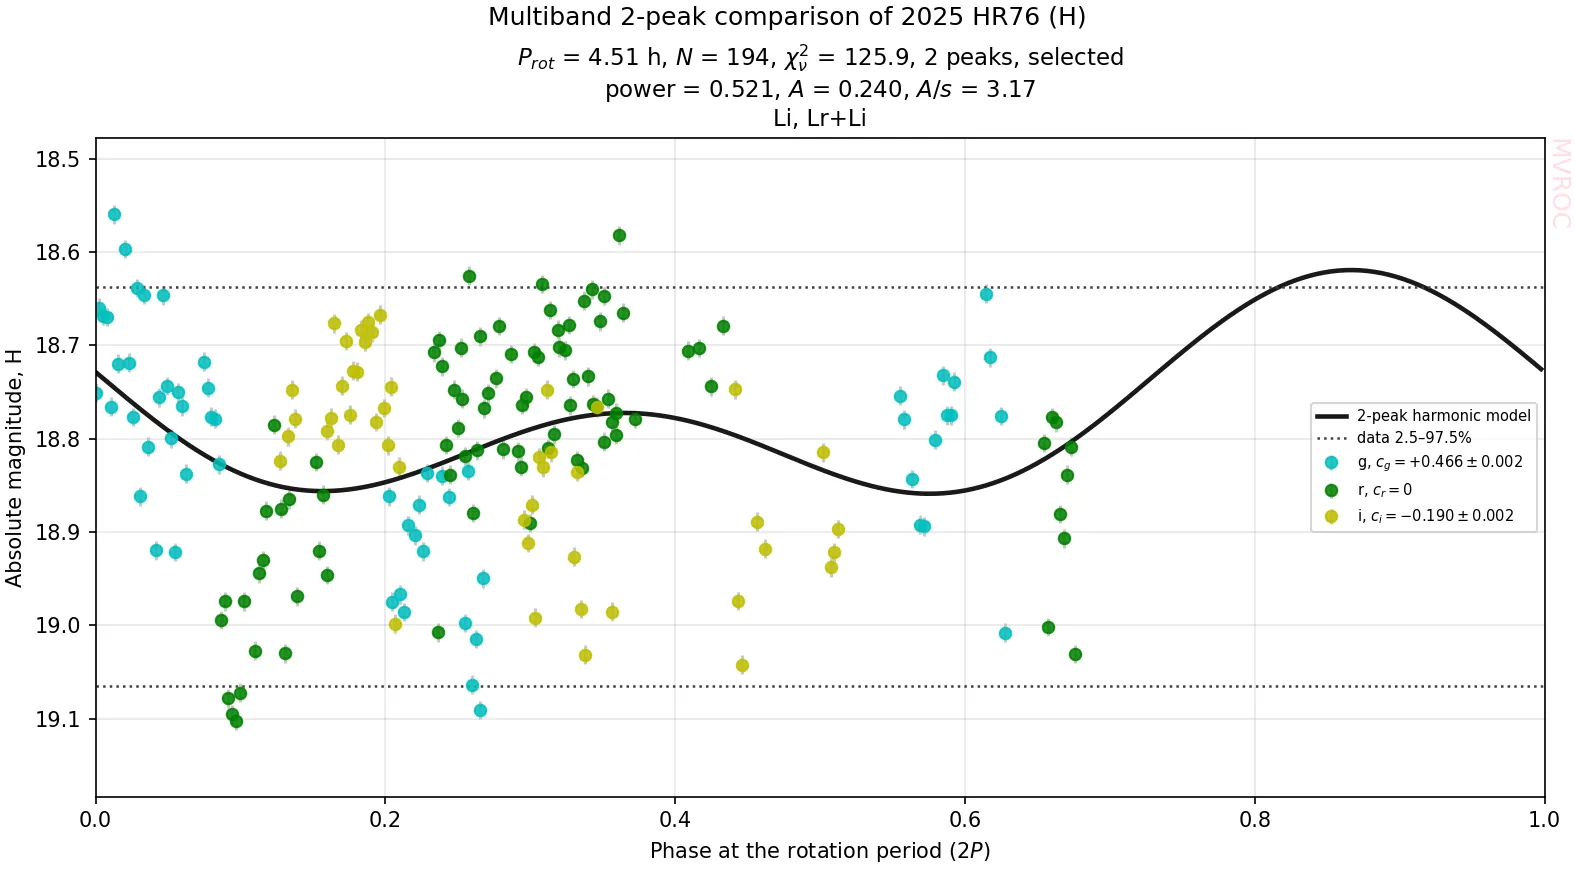 Multiband 2-peak comparison of 2025 HR76 (H)
P_rot = 4.51 h, N = 194, χ²_ν = 125.9, 2 peaks, selected
power = 0.521, A = 0.240, A/s = 3.17
Li, Lr+Li
MVROC
Absolute magnitude, H
18.5
18.6
18.7
18.8
18.9
19.0
19.1
2-peak harmonic model
data 2.5–97.5%
g, c_g = +0.466 ± 0.002
r, c_r = 0
i, c_i = −0.190 ± 0.002
0.0 0.2 0.4 0.6 0.8 1.0
Phase at the rotation period (2P)